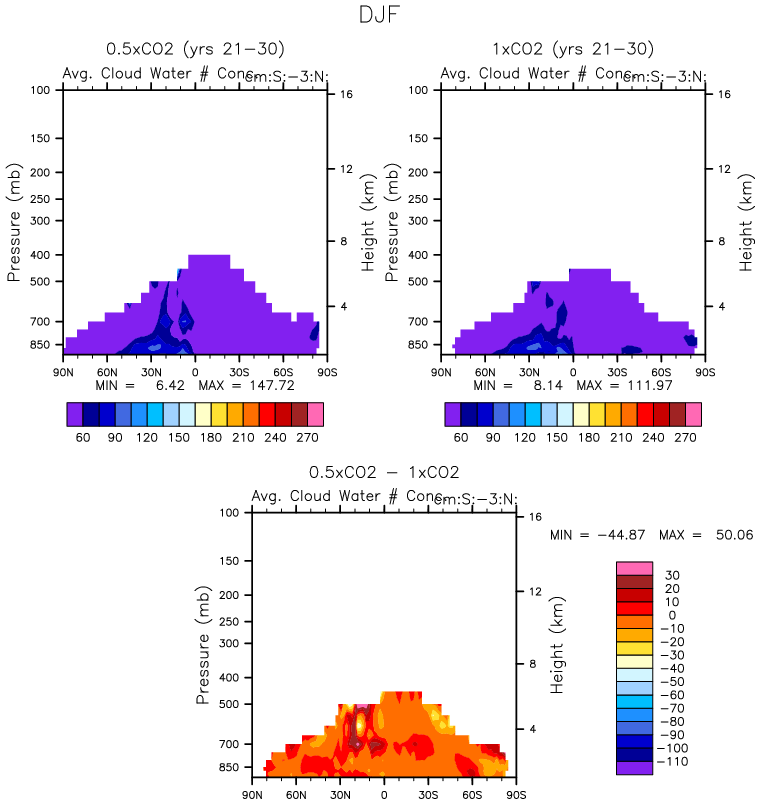 DJF
0.5xCO2 (yrs 21−30)
1xCO2 (yrs 21−30)
Avg. Cloud Water # Conc. cm:S:−3:N:
Avg. Cloud Water # Conc. cm:S:−3:N:
Pressure (mb)
100
150
200
250
300
400
500
700
850
16
12
8
4
Height (km)
90N 60N 30N 0 30S 60S 90S
MIN = 6.42 MAX = 147.72
60 90 120 150 180 210 240 270
Pressure (mb)
100
150
200
250
300
400
500
700
850
16
12
8
4
Height (km)
90N 60N 30N 0 30S 60S 90S
MIN = 8.14 MAX = 111.97
60 90 120 150 180 210 240 270
0.5xCO2 − 1xCO2
Avg. Cloud Water # Conc. cm:S:−3:N:
Pressure (mb)
100
150
200
250
300
400
500
700
850
16
12
8
4
Height (km)
90N 60N 30N 0 30S 60S 90S
MIN = −44.87 MAX = 50.06
30
20
10
0
−10
−20
−30
−40
−50
−60
−70
−80
−90
−100
−110